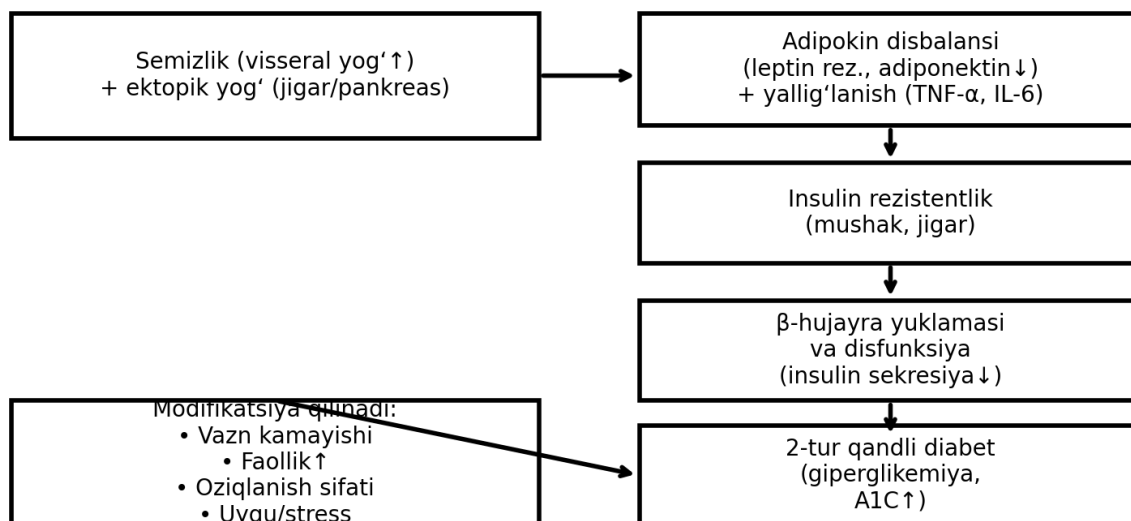 Semizlik (visseral yog‘↑)
+ ektopik yog‘ (jigar/pankreas)
Adipokin disbalansi
(leptin rez., adiponektin↓)
+ yallig‘lanish (TNF-α, IL-6)
Insulin rezistentlik
(mushak, jigar)
β-hujayra yuklamasi
va disfunksiya
(insulin sekresiya↓)
Modifikatsiya qilinadi:
• Vazn kamayishi
• Faollik↑
• Oziqlanish sifati
• Uyqu/stress
2-tur qandli diabet
(giperglikemiya,
A1C↑)